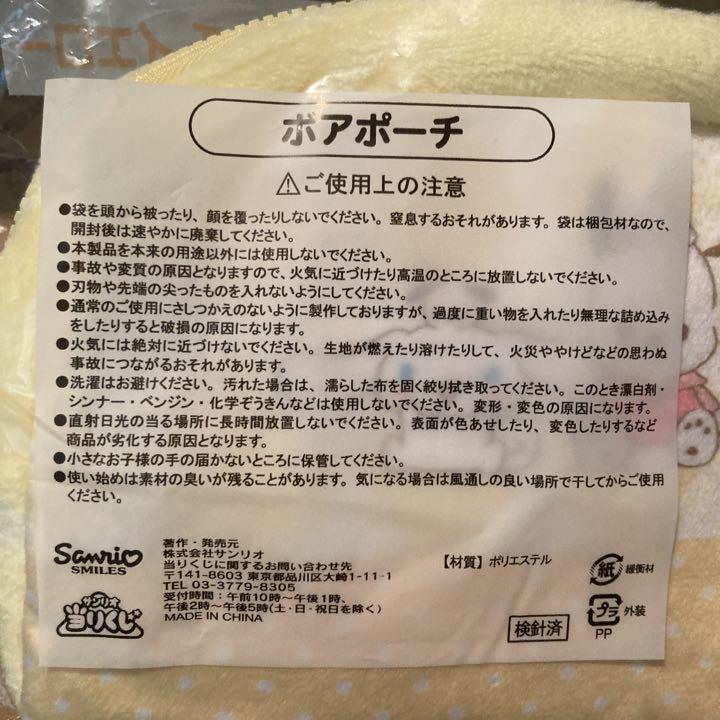 イエロー
ボアポーチ
⚠ご使用上の注意
●袋を頭から被ったり、顔を覆ったりしないでください。窒息するおそれがあります。袋は梱包材なので、
開封後は速やかに廃棄してください。
●本製品を本来の用途以外には使用しないでください。
●事故や変質の原因となりますので、火気に近づけたり高温のところに放置しないでください。
●刃物や先端の尖ったものを入れないようにしてください。
●通常のご使用にさしつかえのないように製作しておりますが、過度に重い物を入れたり無理な詰め込み
をしたりすると破損の原因になります。
●火気には絶対に近づけないでください。生地が燃えたり溶けたりして、火災ややけどなどの思わぬ
事故につながるおそれがあります。
●洗濯はお避けください。汚れた場合は、濡らした布を固く絞り拭き取ってください。このとき漂白剤・
シンナー・ベンジン・化学ぞうきんなどは使用しないでください。変形・変色の原因になります。
●直射日光の当る場所に長時間放置しないでください。表面が色あせしたり、変色したりするなど
商品が劣化する原因となります。
●小さなお子様の手の届かないところに保管してください。
●使い始めは素材の臭いが残ることがあります。気になる場合は風通しの良い場所で干してからご使用
ください。
Sanrio
SMILES
サンリオ
当りくじ
著作・発売元
株式会社サンリオ
当りくじに関するお問い合わせ先
〒141-8603 東京都品川区大崎1-11-1
TEL 03-3779-8305
受付時間:午前10時〜午後1時、
午後2時〜午後5時(土・日・祝日を除く)
MADE IN CHINA
【材質】ポリエステル
検針済
紙 緩衝材
プラ 外装
PP